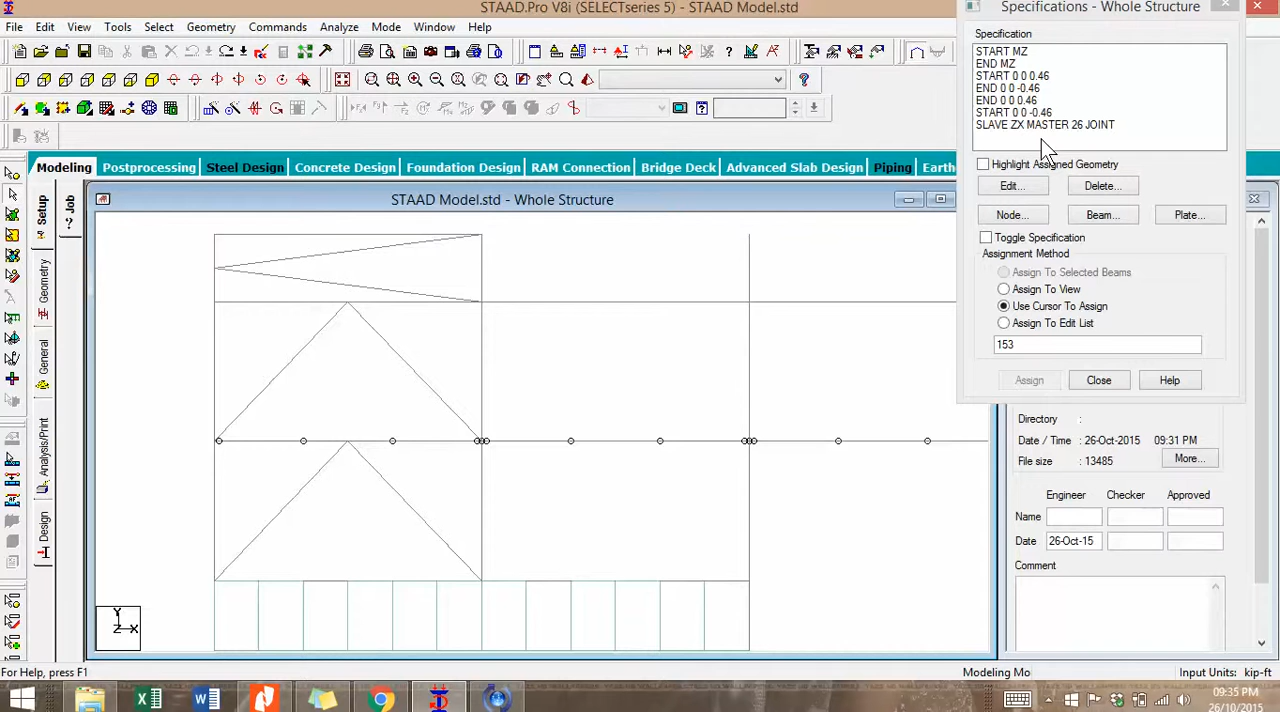 STAAD.Pro V8i (SELECTseries 5) - STAAD Model.std
Specifications - Whole Structure
File Edit View Tools Select Geometry Commands Analyze Mode Window Help
Specification
START MZ
END MZ
START 0 0 0.46
END 0 0 -0.46
END 0 0 0.46
START 0 0 -0.46
SLAVE ZX MASTER 26 JOINT
Highlight Assigned Geometry
Edit... Delete...
Node... Beam... Plate...
Toggle Specification
Assignment Method
Assign To Selected Beams
Assign To View
Use Cursor To Assign
Assign To Edit List
153
Assign Close Help
Modeling Postprocessing Steel Design Concrete Design Foundation Design RAM Connection Bridge Deck Advanced Slab Design Piping Earth
STAAD Model.std - Whole Structure
Job
Setup
Geometry
General
Analysis/Print
Design
Y
Z X
Directory :
Date / Time : 26-Oct-2015 09:31 PM
File size : 13485 More...
Engineer Checker Approved
Name
Date 26-Oct-15
Comment
For Help, press F1
Modeling Mo
Input Units: kip-ft
09:35 PM
26/10/2015